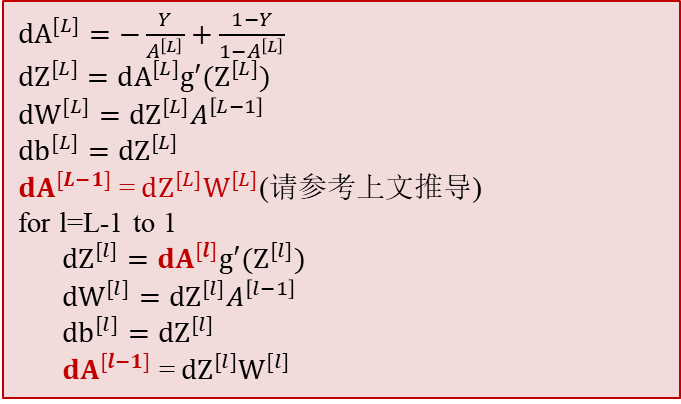 dA^[L] = −Y/A^[L] + (1−Y)/(1−A^[L])
dZ^[L] = dA^[L]g′(Z^[L])
dW^[L] = dZ^[L]A^[L−1]
db^[L] = dZ^[L]
dA^[L−1] = dZ^[L]W^[L](请参考上文推导)
for l=L-1 to 1
dZ^[l] = dA^[l]g′(Z^[l])
dW^[l] = dZ^[l]A^[l−1]
db^[l] = dZ^[l]
dA^[l−1] = dZ^[l]W^[l]